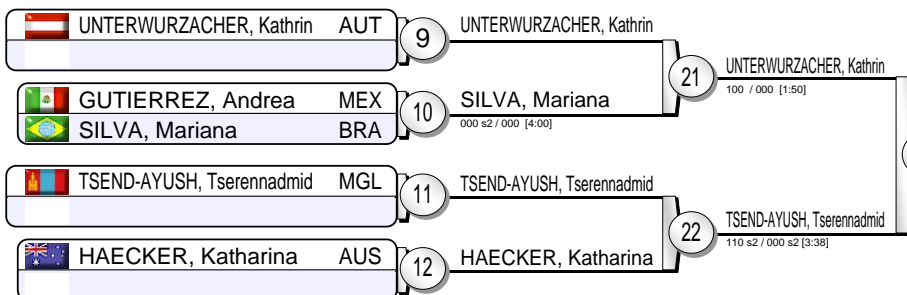 UNTERWURZACHER, Kathrin AUT
9
UNTERWURZACHER, Kathrin
21
UNTERWURZACHER, Kathrin
100 / 000 [1:50]
GUTIERREZ, Andrea MEX
SILVA, Mariana BRA
10
SILVA, Mariana
000 s2 / 000 [4:00]
TSEND-AYUSH, Tserennadmid MGL
11
TSEND-AYUSH, Tserennadmid
22
TSEND-AYUSH, Tserennadmid
110 s2 / 000 s2 [3:38]
HAECKER, Katharina AUS
12
HAECKER, Katharina